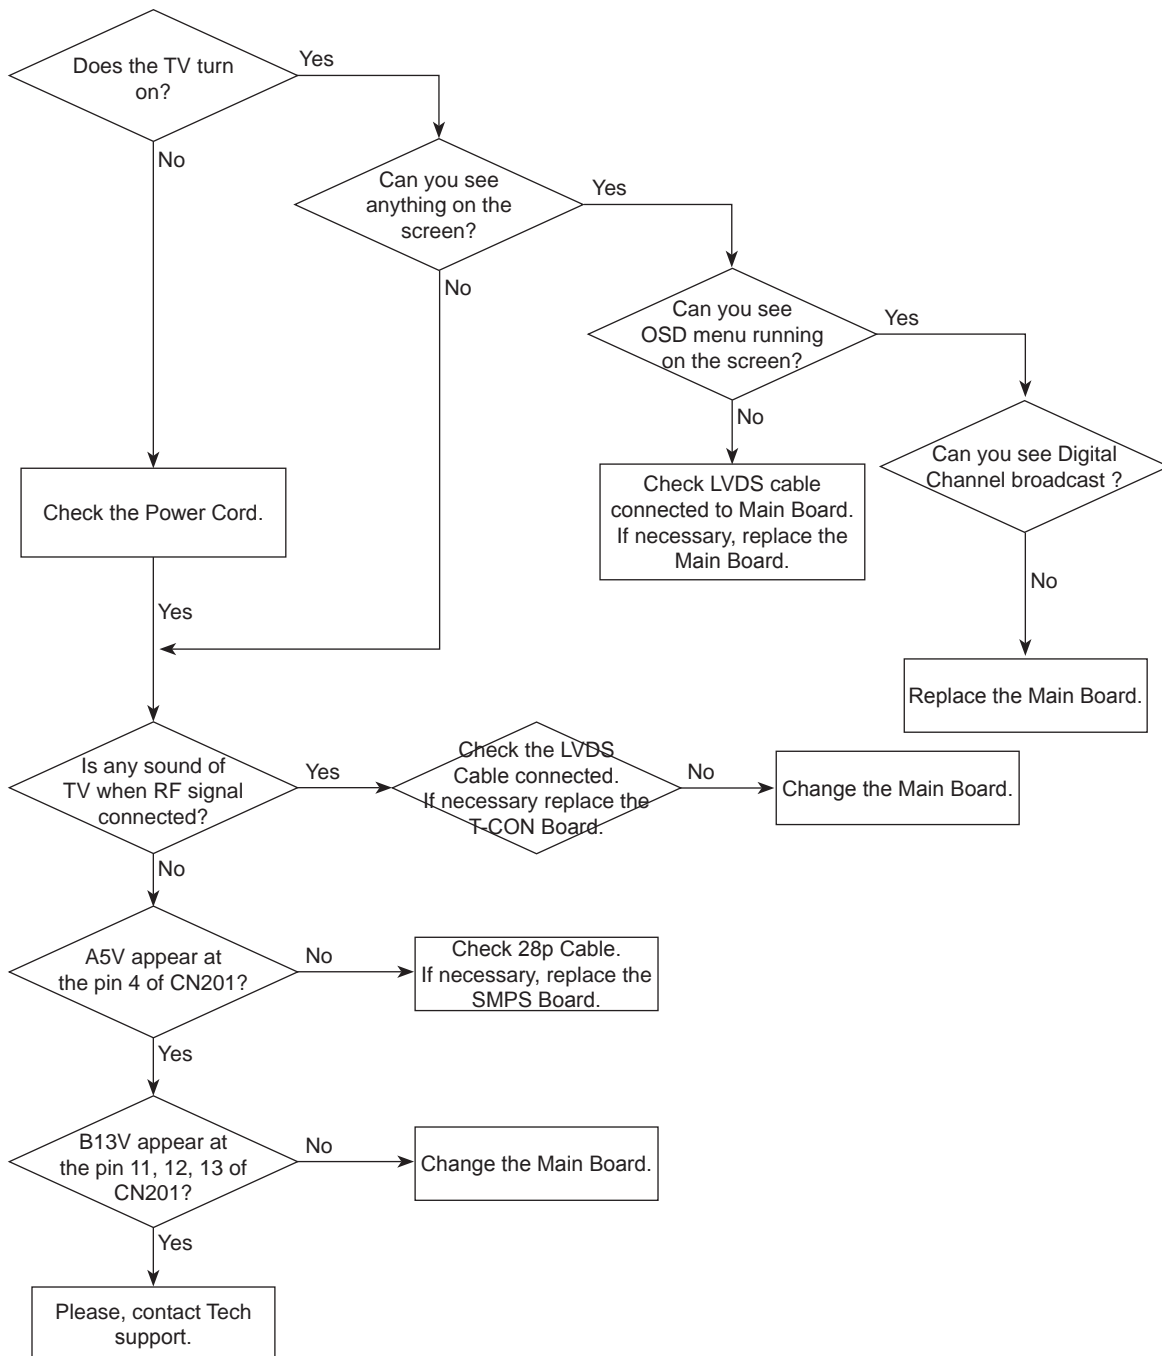 Does the TV turn
on?
Yes
No
Can you see
anything on the
screen?
Yes
No
Can you see
OSD menu running
on the screen?
Yes
No
Can you see Digital
Channel broadcast ?
No
Check the Power Cord.
Yes
Check LVDS cable
connected to Main Board.
If necessary, replace the
Main Board.
Replace the Main Board.
Is any sound of
TV when RF signal
connected?
Yes
No
Check the LVDS
Cable connected.
If necessary replace the
T-CON Board.
No
Change the Main Board.
A5V appear at
the pin 4 of CN201?
No
Yes
Check 28p Cable.
If necessary, replace the
SMPS Board.
B13V appear at
the pin 11, 12, 13 of
CN201?
No
Yes
Change the Main Board.
Please, contact Tech
support.